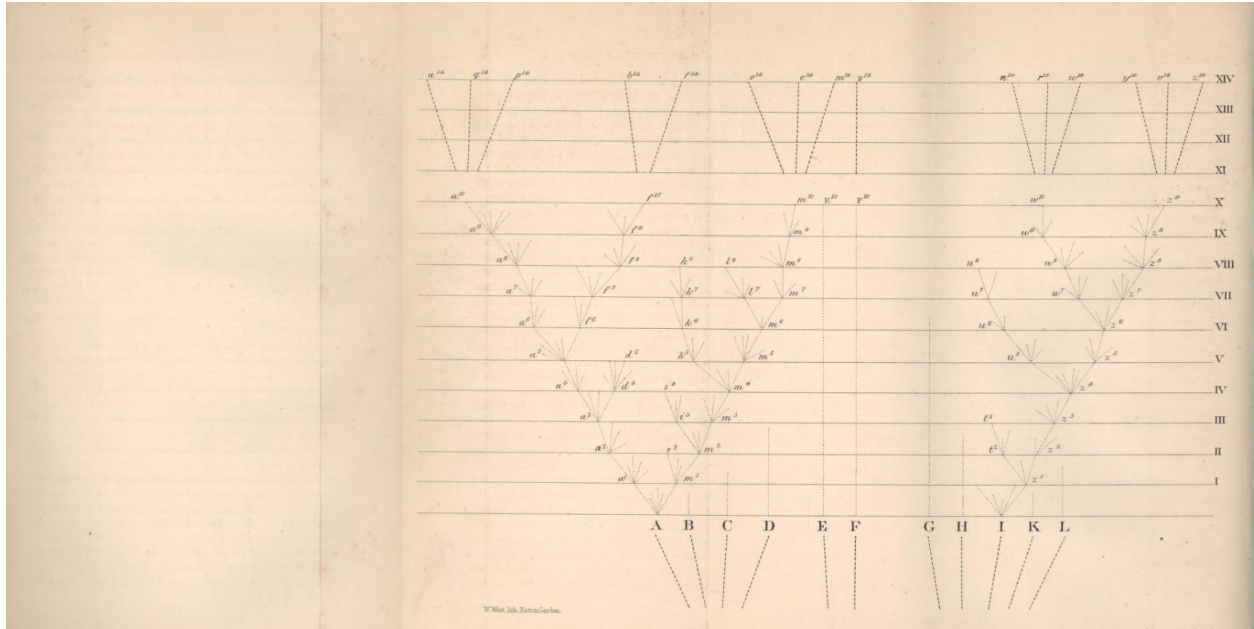 a¹⁴ q¹⁴ p¹⁴ b¹⁴ f¹⁴ o¹⁴ e¹⁴ m¹⁴ F¹⁴ n¹⁴ r¹⁴ w¹⁴ y¹⁴ v¹⁴ z¹⁴ XIV
XIII
XII
XI
a¹⁰ f¹⁰ m¹⁰ E¹⁰ F¹⁰ w¹⁰ z¹⁰ X
a⁹ f⁹ m⁹ w⁹ z⁹ IX
a⁸ f⁸ k⁸ l⁸ m⁸ u⁸ w⁸ z⁸ VIII
a⁷ f⁷ k⁷ l⁷ m⁷ u⁷ w⁷ z⁷ VII
a⁶ f⁶ k⁶ m⁶ u⁶ z⁶ VI
a⁵ d⁵ k⁵ m⁵ u⁵ z⁵ V
a⁴ d⁴ i⁴ m⁴ z⁴ IV
a³ i³ m³ t³ z³ III
a² s² m² t² z² II
a¹ m¹ z¹ I
A B C D E F G H I K L
W. West lith. Hatton Garden.